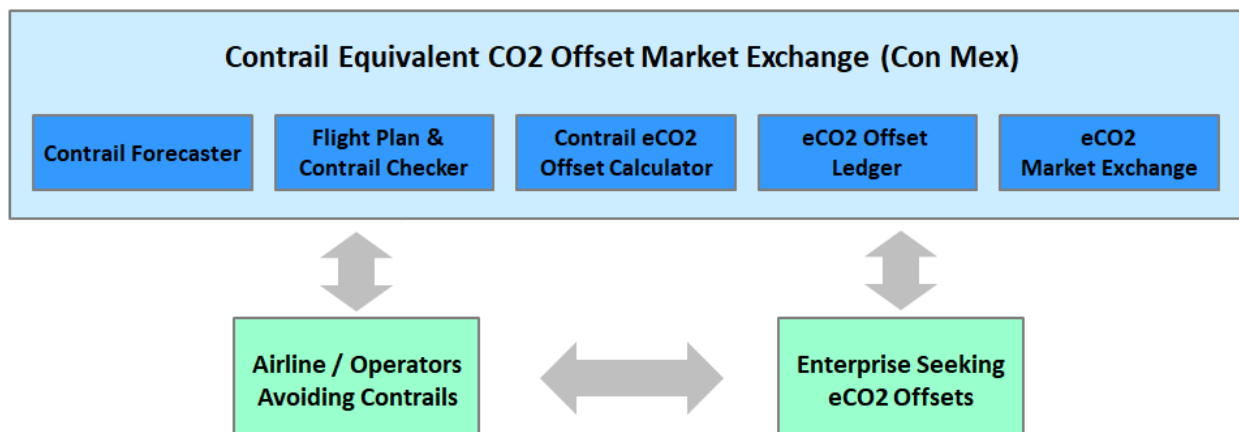 Contrail Equivalent CO2 Offset Market Exchange (Con Mex)
Contrail Forecaster
Flight Plan &
Contrail Checker
Contrail eCO2
Offset Calculator
eCO2 Offset
Ledger
eCO2
Market Exchange
Airline / Operators
Avoiding Contrails
Enterprise Seeking
eCO2 Offsets